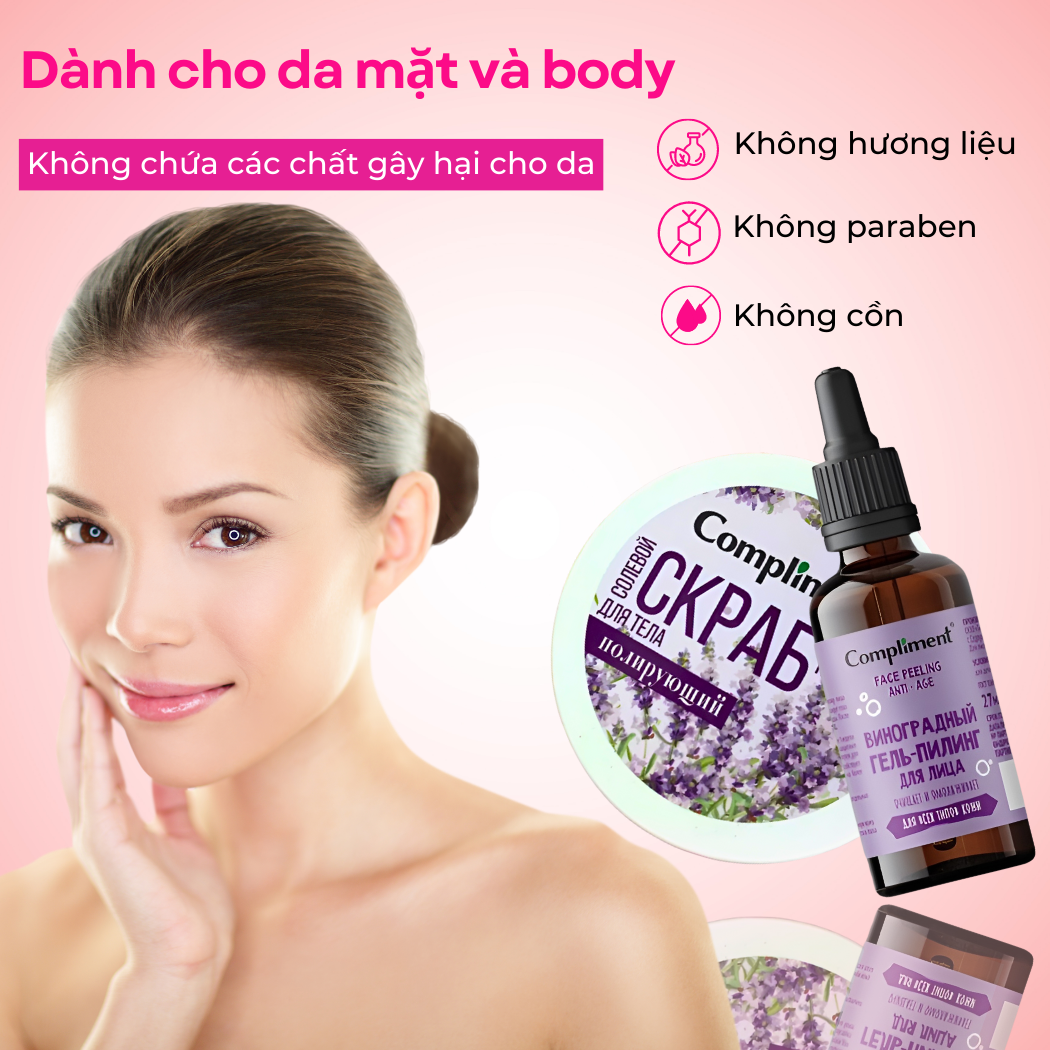 Dành cho da mặt và body
Không chứa các chất gây hại cho da
Không hương liệu
Không paraben
Không cồn
Complim
СОЛЕВОЙ
ДЛЯ ТЕЛА
СКРАБ
полирующий
Compliment®
FACE PEELING
ANTI - AGE
ВИНОГРАДНЫЙ
ГЕЛЬ-ПИЛИНГ
ДЛЯ ЛИЦА
ОЧИЩАЕТ И ОМОЛАЖИВАЕТ
ДЛЯ ВСЕХ ТИПОВ КОЖИ